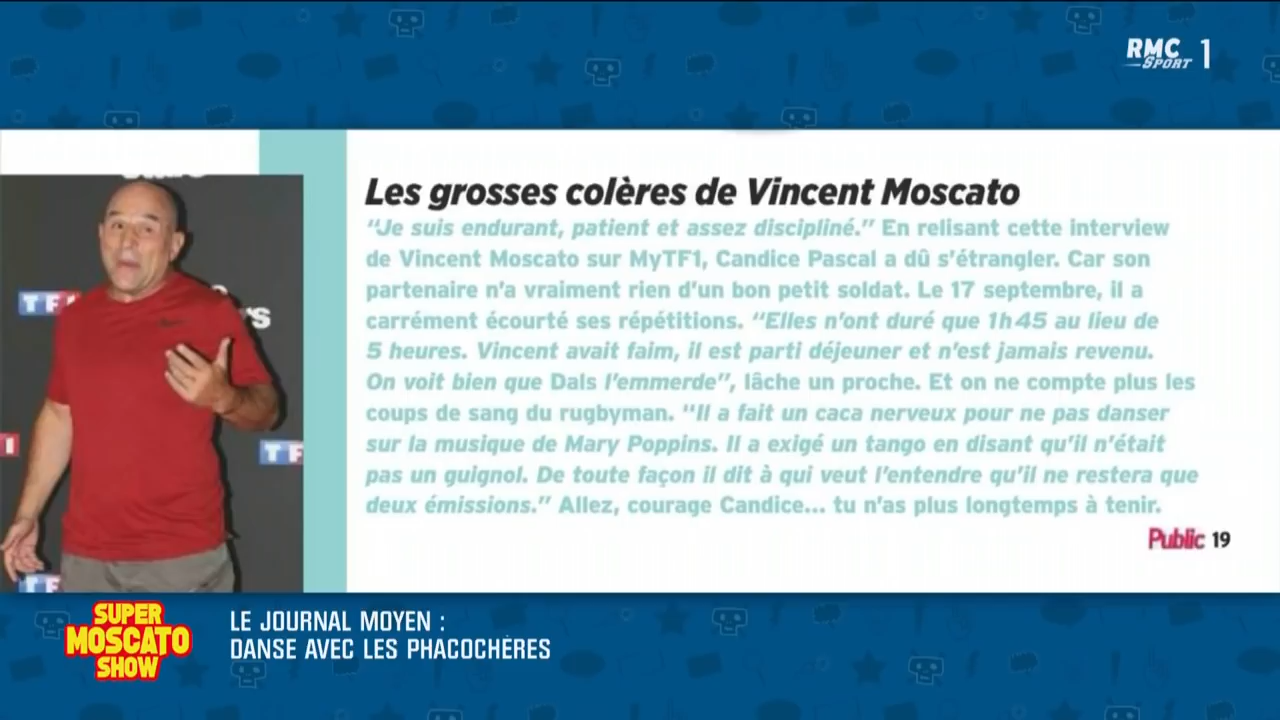 RMC SPORT 1
Les grosses colères de Vincent Moscato
"Je suis endurant, patient et assez discipliné." En relisant cette interview
de Vincent Moscato sur MyTF1, Candice Pascal a dû s'étrangler. Car son
partenaire n'a vraiment rien d'un bon petit soldat. Le 17 septembre, il a
carrément écourté ses répétitions. "Elles n'ont duré que 1h45 au lieu de
5 heures. Vincent avait faim, il est parti déjeuner et n'est jamais revenu.
On voit bien que Dals l'emmerde", lâche un proche. Et on ne compte plus les
coups de sang du rugbyman. "Il a fait un caca nerveux pour ne pas danser
sur la musique de Mary Poppins. Il a exigé un tango en disant qu'il n'était
pas un guignol. De toute façon il dit à qui veut l'entendre qu'il ne restera que
deux émissions." Allez, courage Candice... tu n'as plus longtemps à tenir.
Public 19
TF1
TF
SUPER
MOSCATO
SHOW
LE JOURNAL MOYEN :
DANSE AVEC LES PHACOCHÈRES